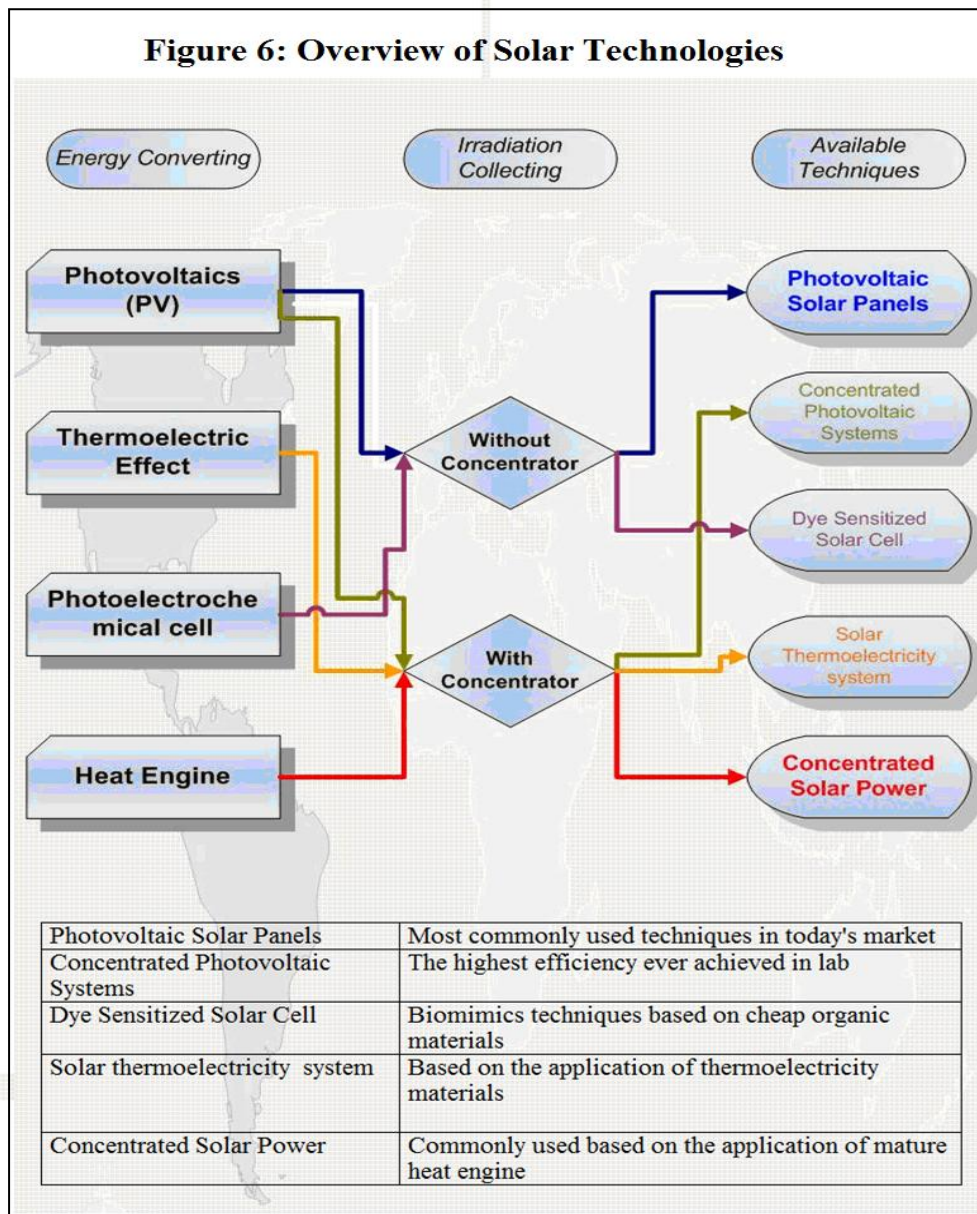 Figure 6: Overview of Solar Technologies
Energy Converting
Irradiation
Collecting
Available
Techniques
Photovoltaics
(PV)
Thermoelectric
Effect
Photoelectroche
mical cell
Heat Engine
Without
Concentrator
With
Concentrator
Photovoltaic
Solar Panels
Concentrated
Photovoltaic
Systems
Dye Sensitized
Solar Cell
Solar
Thermoelectricity
system
Concentrated
Solar Power
Photovoltaic Solar Panels
Most commonly used techniques in today's market
Concentrated Photovoltaic
Systems
The highest efficiency ever achieved in lab
Dye Sensitized Solar Cell
Biomimics techniques based on cheap organic
materials
Solar thermoelectricity system
Based on the application of thermoelectricity
materials
Concentrated Solar Power
Commonly used based on the application of mature
heat engine